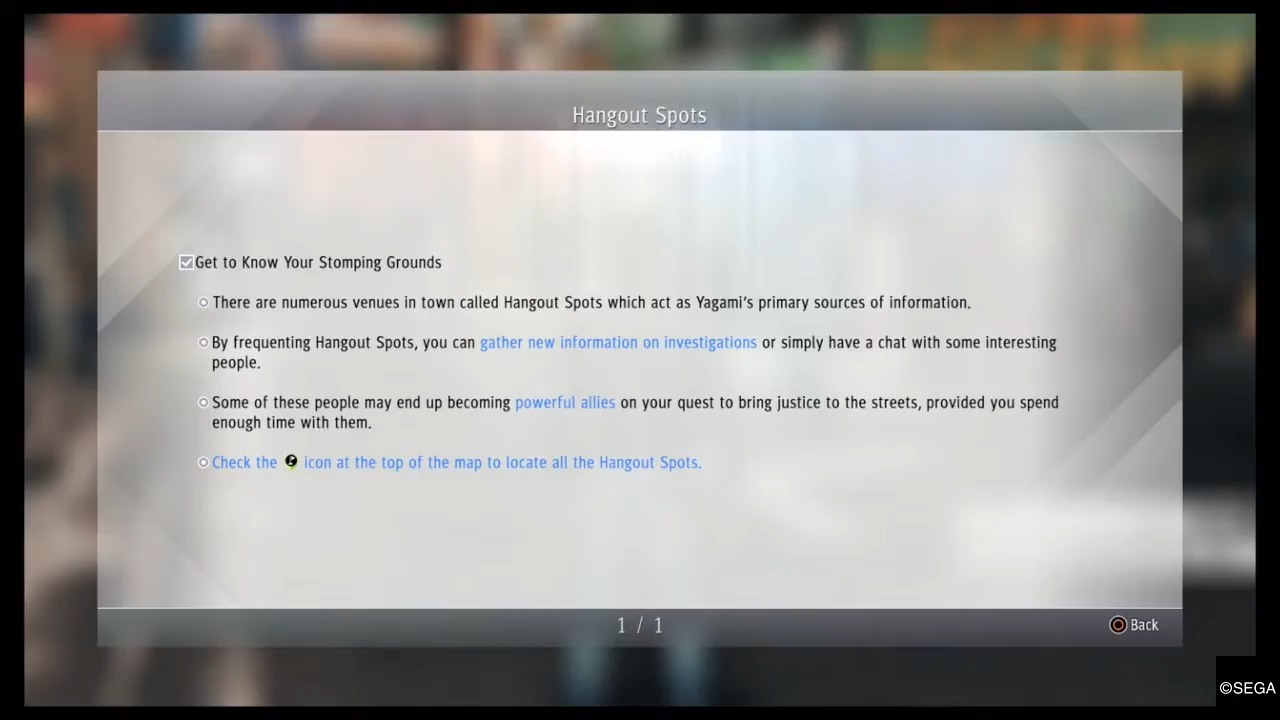 Hangout Spots
Get to Know Your Stomping Grounds
There are numerous venues in town called Hangout Spots which act as Yagami's primary sources of information.
By frequenting Hangout Spots, you can gather new information on investigations or simply have a chat with some interesting
people.
Some of these people may end up becoming powerful allies on your quest to bring justice to the streets, provided you spend
enough time with them.
Check the icon at the top of the map to locate all the Hangout Spots.
1 / 1
Back
©SEGA